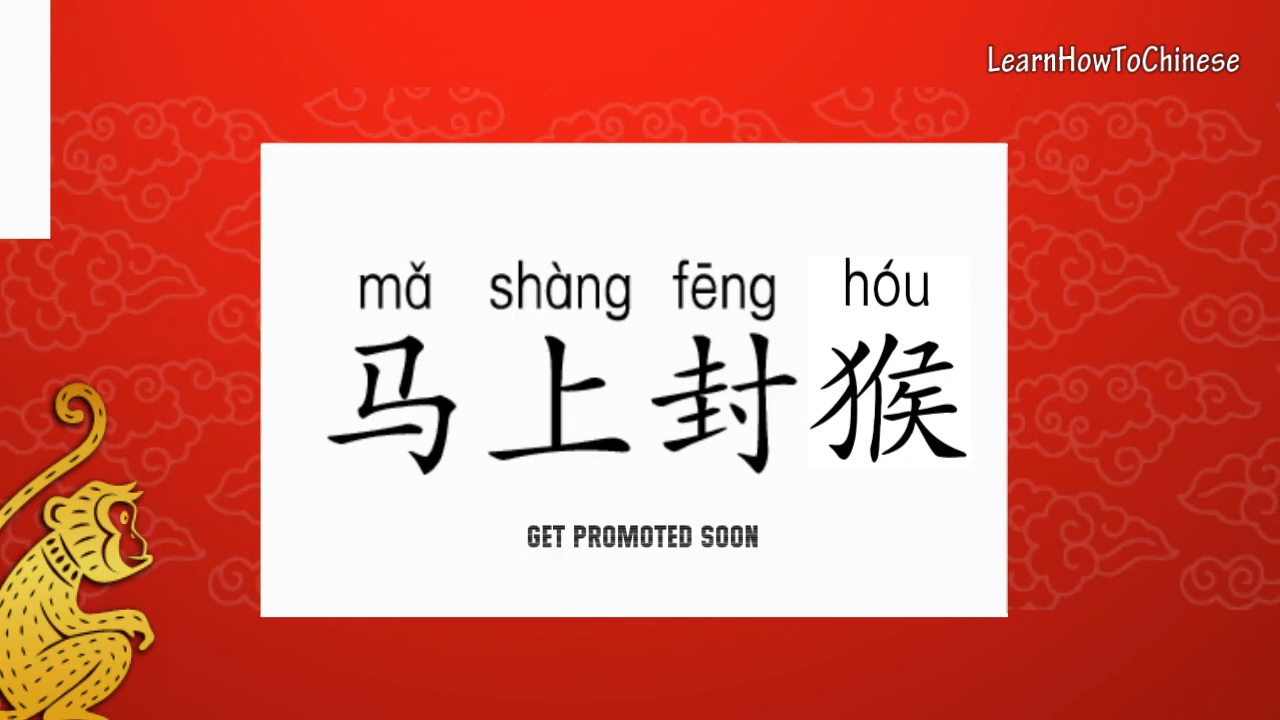 LearnHowToChinese
mǎ shàng fēng hóu
马上封猴
GET PROMOTED SOON